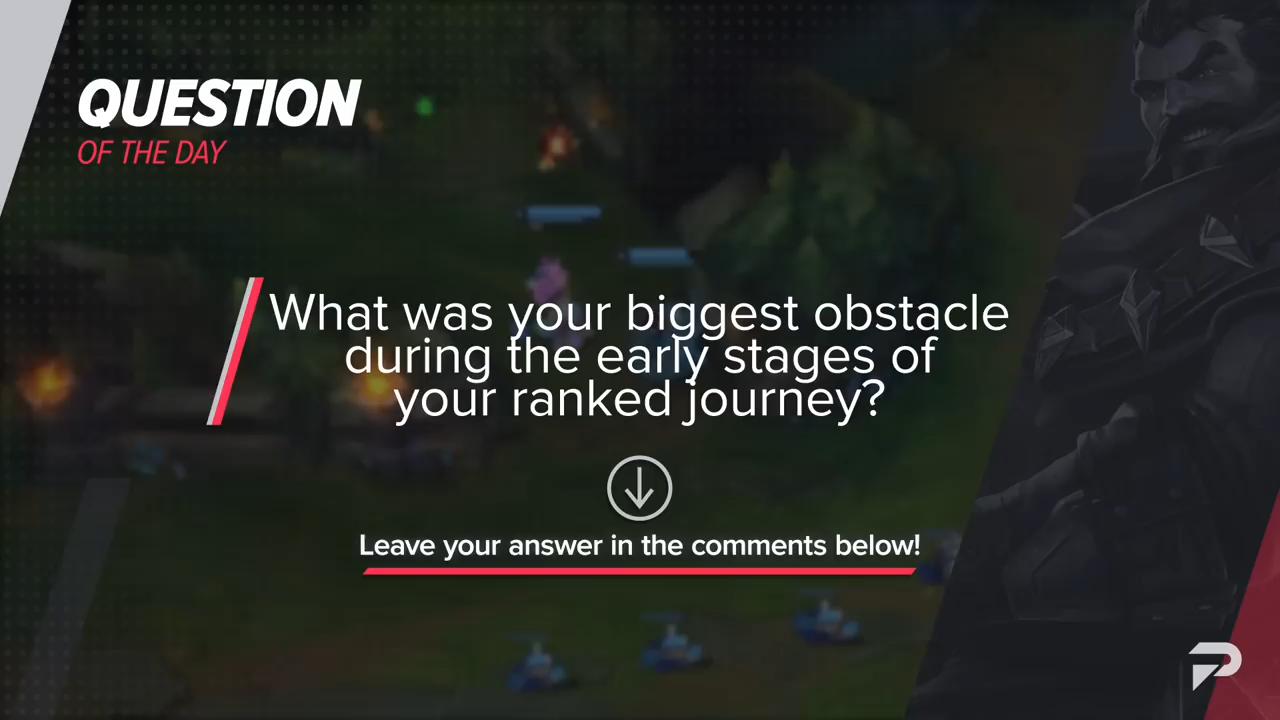 QUESTION
OF THE DAY
What was your biggest obstacle
during the early stages of
your ranked journey?
Leave your answer in the comments below!